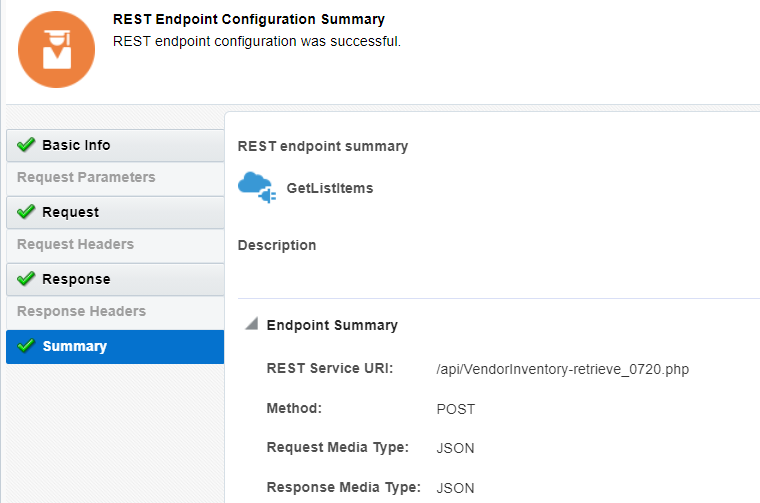 REST Endpoint Configuration Summary
REST endpoint configuration was successful.
Basic Info
Request Parameters
Request
Request Headers
Response
Response Headers
Summary
REST endpoint summary
GetListItems
Description
Endpoint Summary
REST Service URI: /api/VendorInventory-retrieve_0720.php
Method: POST
Request Media Type: JSON
Response Media Type: JSON